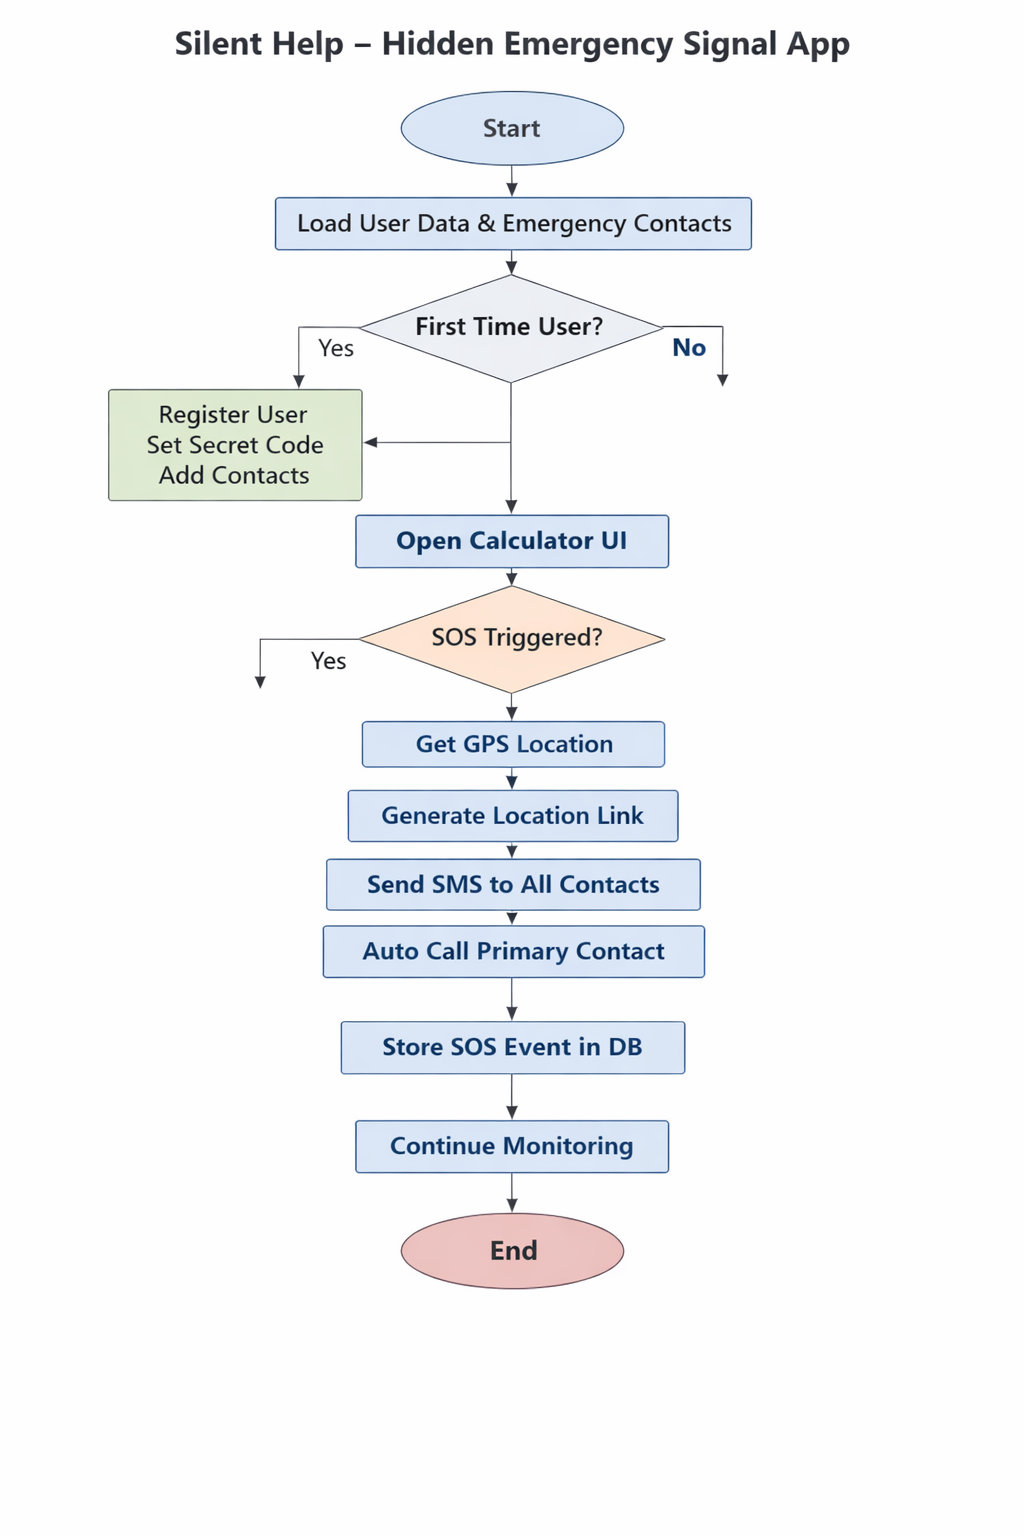 Silent Help – Hidden Emergency Signal App
Start
Load User Data & Emergency Contacts
First Time User?
Yes
No
Register User
Set Secret Code
Add Contacts
Open Calculator UI
SOS Triggered?
Yes
Get GPS Location
Generate Location Link
Send SMS to All Contacts
Auto Call Primary Contact
Store SOS Event in DB
Continue Monitoring
End